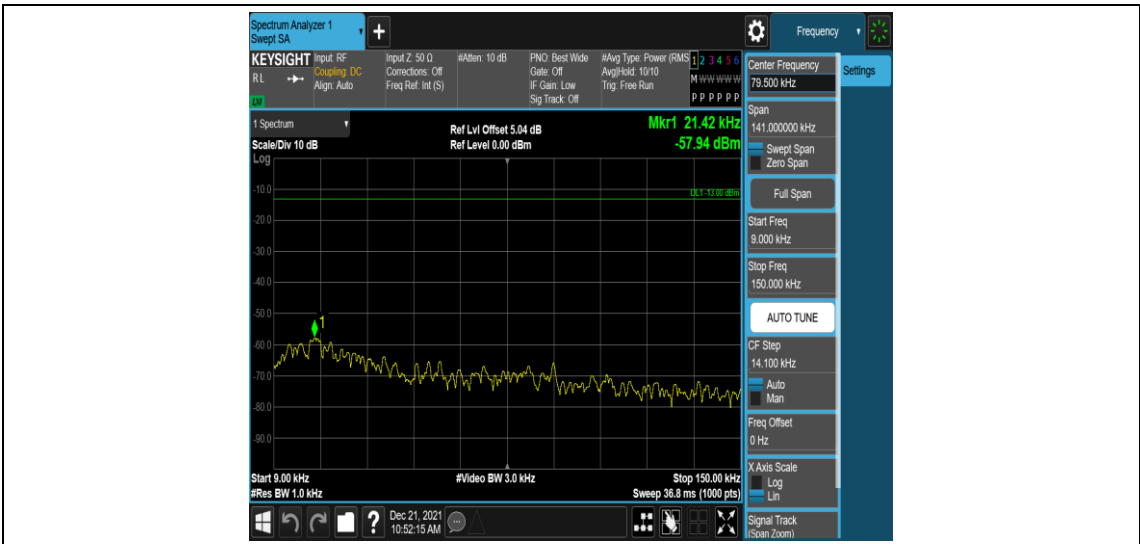 Spectrum Analyzer 1
Swept SA
+
Frequency
KEYSIGHT
RL
LNI
Input: RF
Coupling: DC
Align: Auto
Input Z: 50 Ω
Corrections: Off
Freq Ref: Int (S)
#Atten: 10 dB
PNO: Best Wide
Gate: Off
IF Gain: Low
Sig Track: Off
#Avg Type: Power (RMS
Avg|Hold: 10/10
Trig: Free Run
1 2 3 4 5 6
M W W W W W
P P P P P P
1 Spectrum
Scale/Div 10 dB
Log
Ref Lvl Offset 5.04 dB
Ref Level 0.00 dBm
Mkr1 21.42 kHz
-57.94 dBm
DL1 -13.00 dBm
-10.0
-20.0
-30.0
-40.0
-50.0
-60.0
-70.0
-80.0
-90.0
1
Start 9.00 kHz
#Res BW 1.0 kHz
#Video BW 3.0 kHz
Stop 150.00 kHz
Sweep 36.8 ms (1000 pts)
?
Dec 21, 2021
10:52:15 AM
Center Frequency
79.500 kHz
Settings
Span
141.000000 kHz
Swept Span
Zero Span
Full Span
Start Freq
9.000 kHz
Stop Freq
150.000 kHz
AUTO TUNE
CF Step
14.100 kHz
Auto
Man
Freq Offset
0 Hz
X Axis Scale
Log
Lin
Signal Track
(Span Zoom)